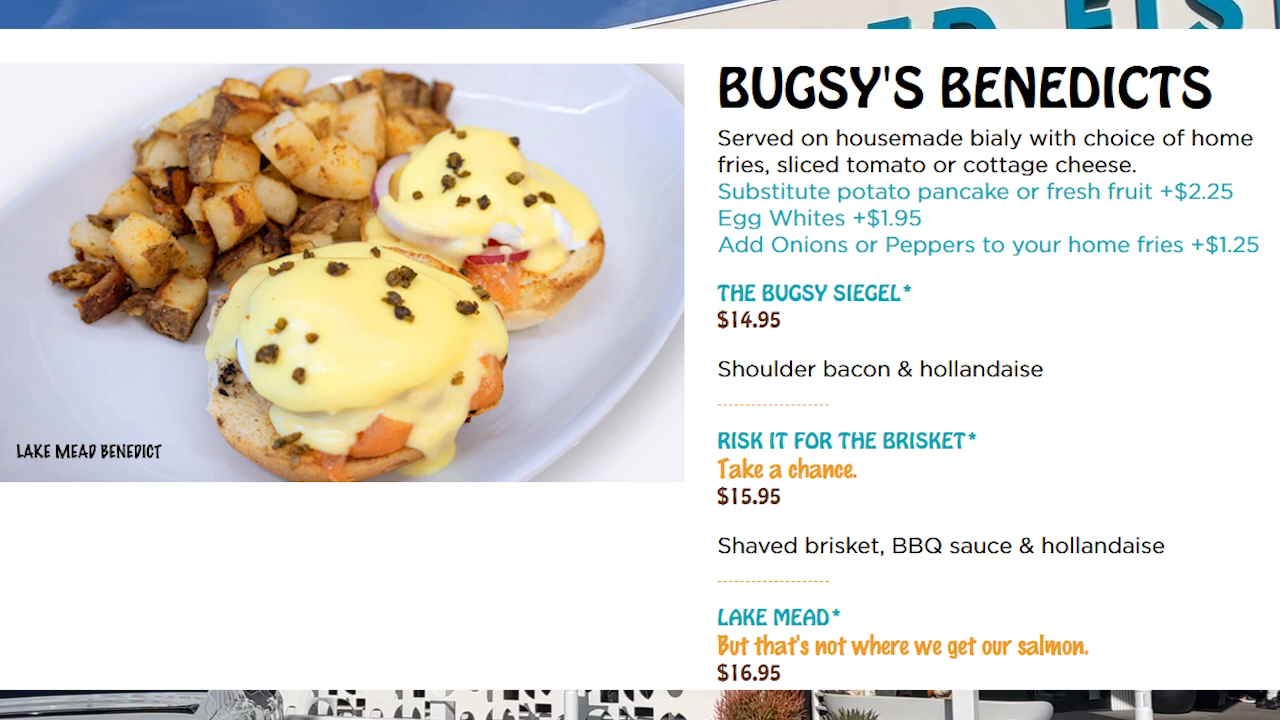 BUGSY'S BENEDICTS
Served on housemade bialy with choice of home
fries, sliced tomato or cottage cheese.
Substitute potato pancake or fresh fruit +$2.25
Egg Whites +$1.95
Add Onions or Peppers to your home fries +$1.25
THE BUGSY SIEGEL*
$14.95
Shoulder bacon & hollandaise
RISK IT FOR THE BRISKET*
Take a chance.
$15.95
Shaved brisket, BBQ sauce & hollandaise
LAKE MEAD*
But that's not where we get our salmon.
$16.95
LAKE MEAD BENEDICT